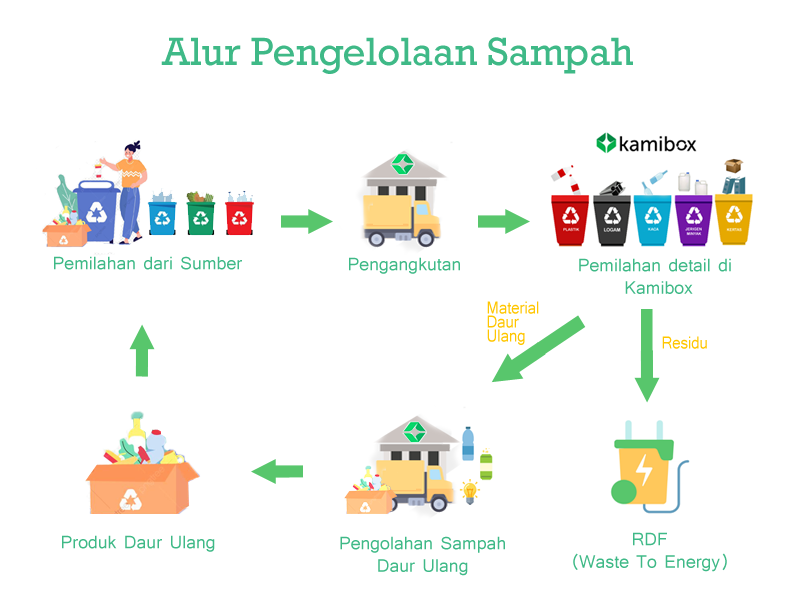 Alur Pengelolaan Sampah
kamibox
PLASTIK
LOGAM
KACA
JERIGEN
MINYAK
KERTAS
Pemilahan dari Sumber
Pengangkutan
Pemilahan detail di
Kamibox
Material
Daur
Ulang
Residu
Produk Daur Ulang
Pengolahan Sampah
Daur Ulang
RDF
(Waste To Energy)